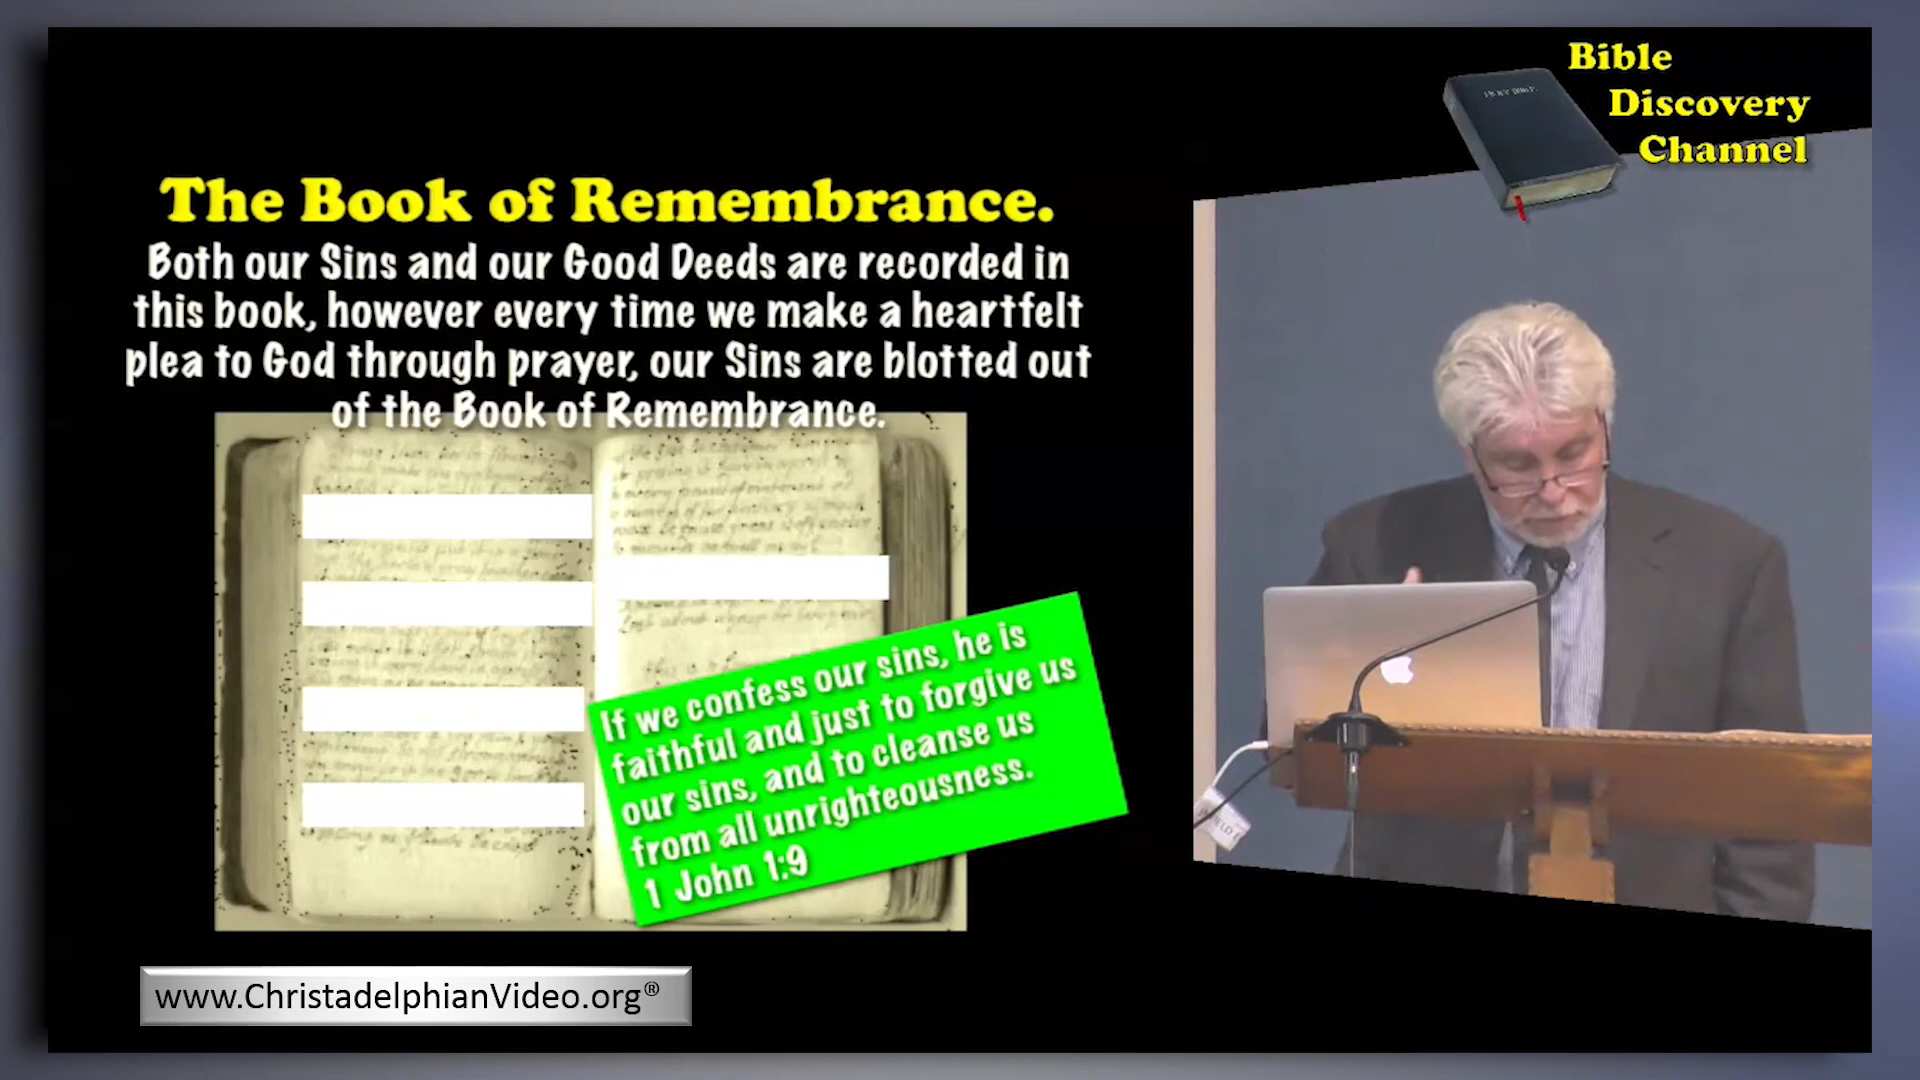 Bible
Discovery
Channel
HOLY BIBLE
The Book of Remembrance.
Both our Sins and our Good Deeds are recorded in
this book, however every time we make a heartfelt
plea to God through prayer, our Sins are blotted out
of the Book of Remembrance.
If we confess our sins, he is
faithful and just to forgive us
our sins, and to cleanse us
from all unrighteousness.
1 John 1:9
www.ChristadelphianVideo.org®